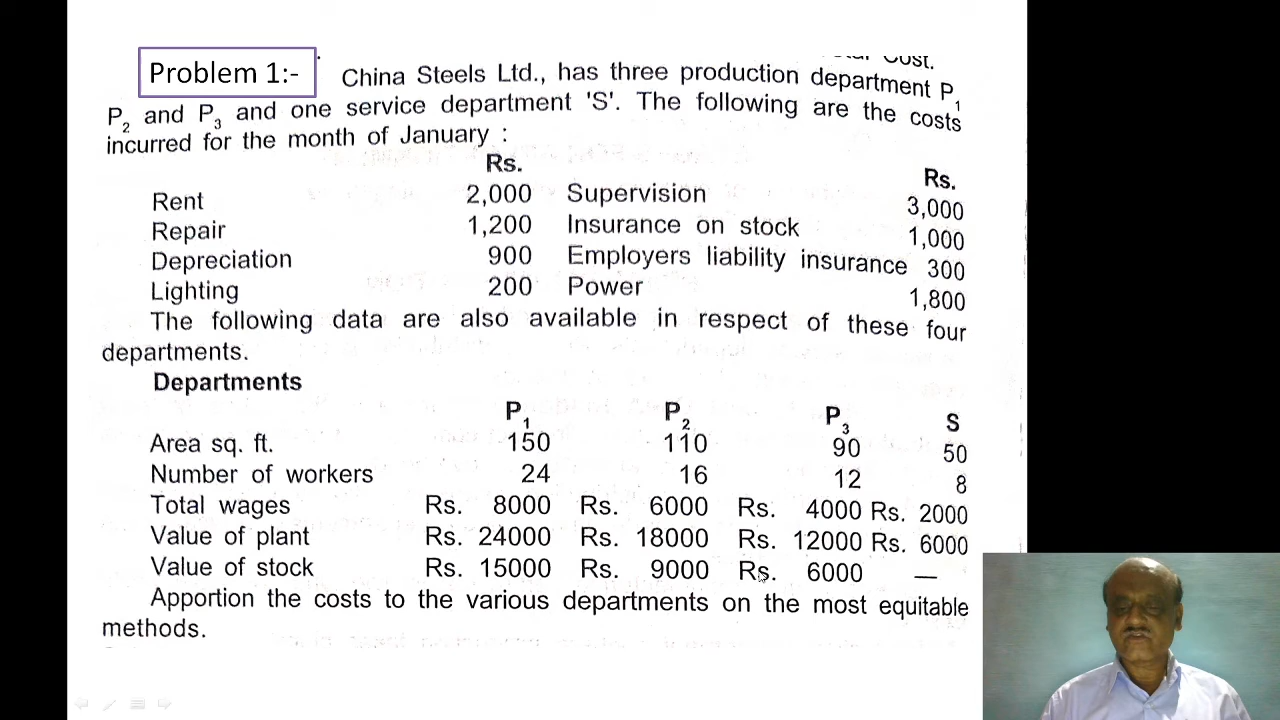 Cost.
Problem 1:- China Steels Ltd., has three production department P1
P2 and P3 and one service department 'S'. The following are the costs
incurred for the month of January :
Rs. Rs.
Rent 2,000 Supervision 3,000
Repair 1,200 Insurance on stock 1,000
Depreciation 900 Employers liability insurance 300
Lighting 200 Power 1,800
The following data are also available in respect of these four
departments.
Departments
P1 P2 P3 S
Area sq. ft. 150 110 90 50
Number of workers 24 16 12 8
Total wages Rs. 8000 Rs. 6000 Rs. 4000 Rs. 2000
Value of plant Rs. 24000 Rs. 18000 Rs. 12000 Rs. 6000
Value of stock Rs. 15000 Rs. 9000 Rs. 6000 —
Apportion the costs to the various departments on the most equitable
methods.